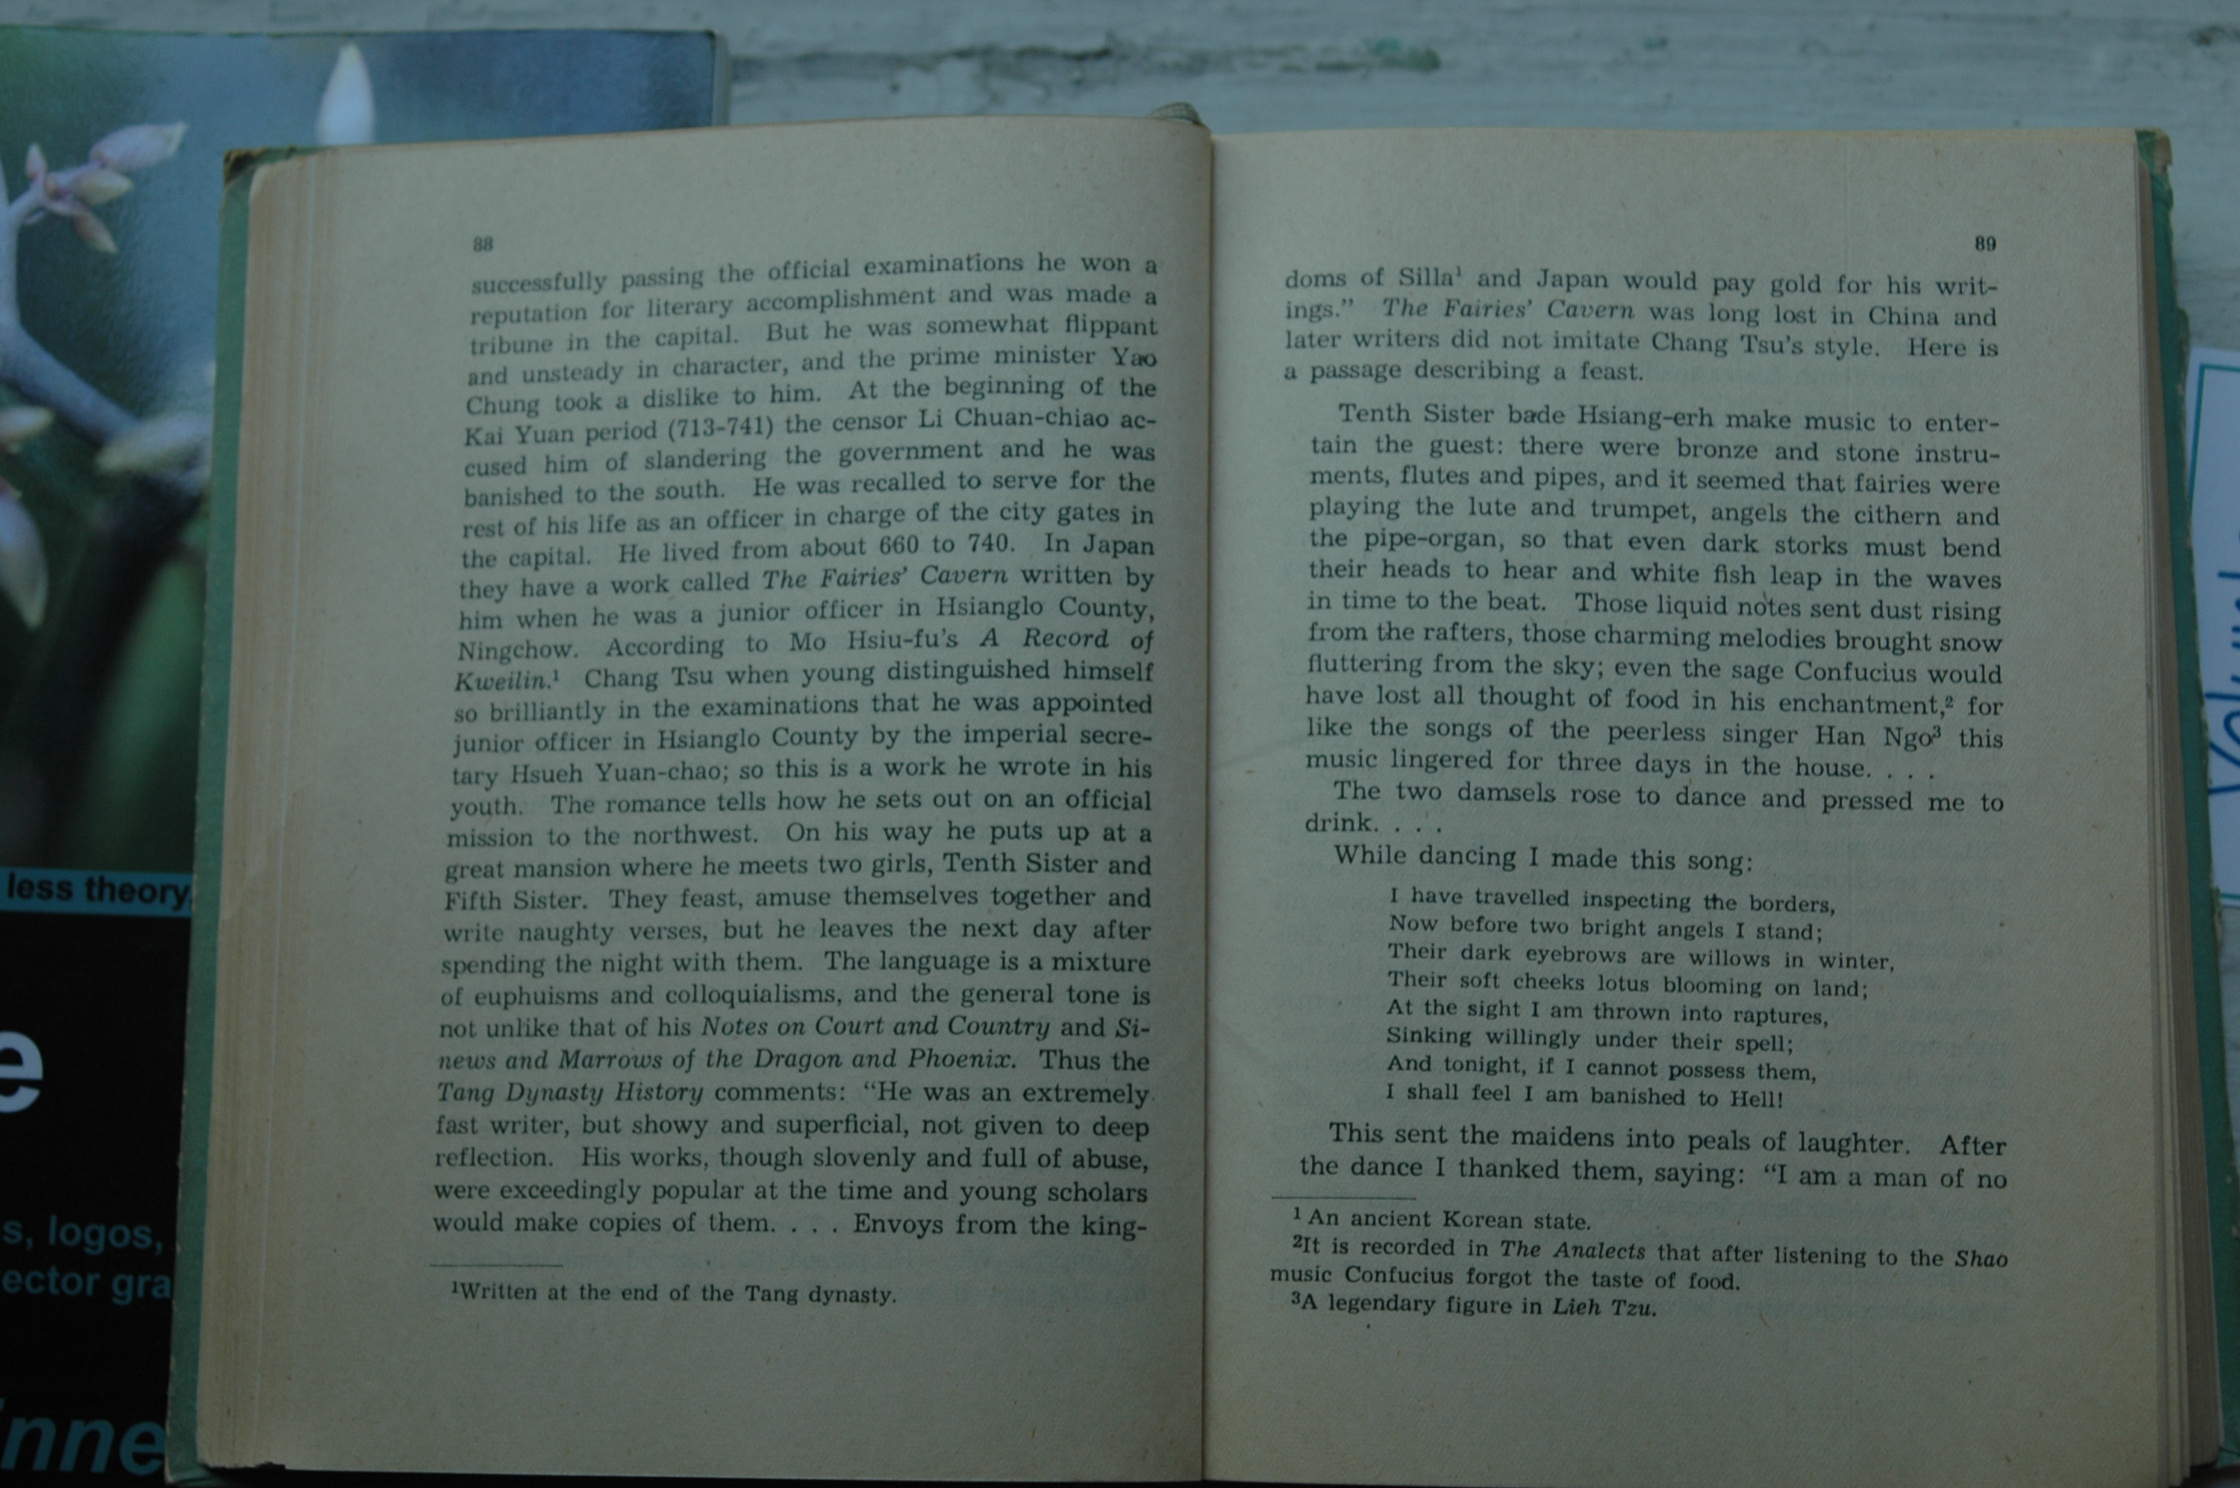 88
successfully passing the official examinations he won a
reputation for literary accomplishment and was made a
tribune in the capital. But he was somewhat flippant
and unsteady in character, and the prime minister Yao
Chung took a dislike to him. At the beginning of the
Kai Yuan period (713-741) the censor Li Chuan-chiao ac-
cused him of slandering the government and he was
banished to the south. He was recalled to serve for the
rest of his life as an officer in charge of the city gates in
the capital. He lived from about 660 to 740. In Japan
they have a work called The Fairies' Cavern written by
him when he was a junior officer in Hsianglo County,
Ningchow. According to Mo Hsiu-fu's A Record of
Kweilin.¹ Chang Tsu when young distinguished himself
so brilliantly in the examinations that he was appointed
junior officer in Hsianglo County by the imperial secre-
tary Hsueh Yuan-chao; so this is a work he wrote in his
youth. The romance tells how he sets out on an official
mission to the northwest. On his way he puts up at a
great mansion where he meets two girls, Tenth Sister and
Fifth Sister. They feast, amuse themselves together and
write naughty verses, but he leaves the next day after
spending the night with them. The language is a mixture
of euphuisms and colloquialisms, and the general tone is
not unlike that of his Notes on Court and Country and Si-
news and Marrows of the Dragon and Phoenix. Thus the
Tang Dynasty History comments: "He was an extremely
fast writer, but showy and superficial, not given to deep
reflection. His works, though slovenly and full of abuse,
were exceedingly popular at the time and young scholars
would make copies of them. . . . Envoys from the king-
¹Written at the end of the Tang dynasty.
89
doms of Silla¹ and Japan would pay gold for his writ-
ings." The Fairies' Cavern was long lost in China and
later writers did not imitate Chang Tsu's style. Here is
a passage describing a feast.
Tenth Sister bade Hsiang-erh make music to enter-
tain the guest: there were bronze and stone instru-
ments, flutes and pipes, and it seemed that fairies were
playing the lute and trumpet, angels the cithern and
the pipe-organ, so that even dark storks must bend
their heads to hear and white fish leap in the waves
in time to the beat. Those liquid notes sent dust rising
from the rafters, those charming melodies brought snow
fluttering from the sky; even the sage Confucius would
have lost all thought of food in his enchantment,² for
like the songs of the peerless singer Han Ngo³ this
music lingered for three days in the house. . . .
The two damsels rose to dance and pressed me to
drink. . . .
While dancing I made this song:
I have travelled inspecting the borders,
Now before two bright angels I stand;
Their dark eyebrows are willows in winter,
Their soft cheeks lotus blooming on land;
At the sight I am thrown into raptures,
Sinking willingly under their spell;
And tonight, if I cannot possess them,
I shall feel I am banished to Hell!
This sent the maidens into peals of laughter. After
the dance I thanked them, saying: "I am a man of no
¹ An ancient Korean state.
²It is recorded in The Analects that after listening to the Shao
music Confucius forgot the taste of food.
³A legendary figure in Lieh Tzu.
less theory
s, logos,
ector gra
nne